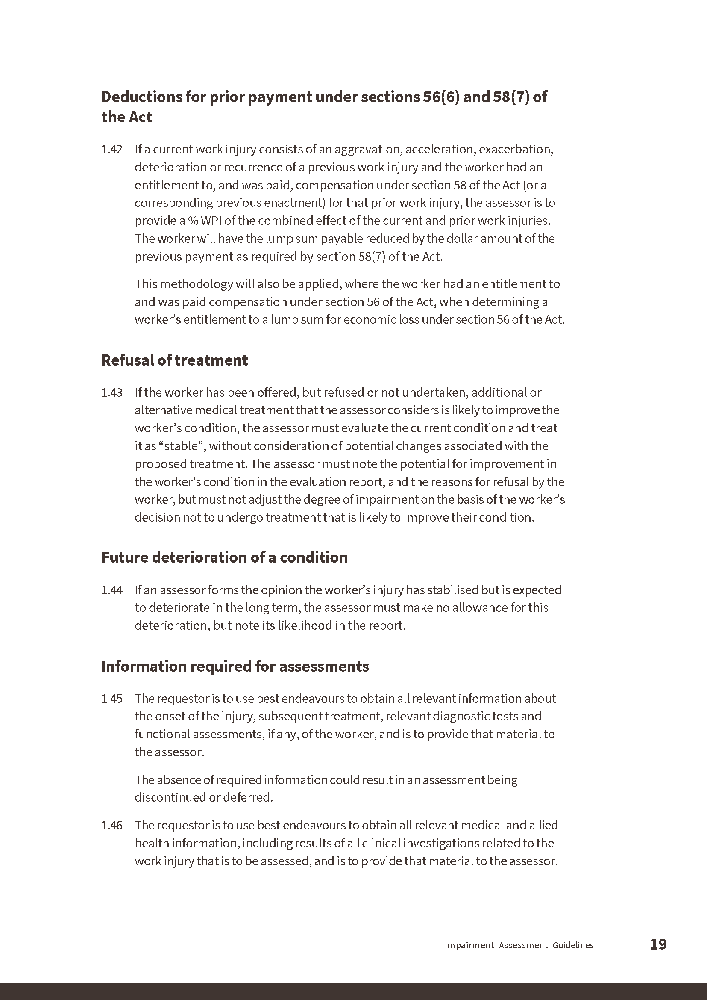 Deductions for prior payment under sections 56(6) and 58(7) of
the Act
1.42 If a current work injury consists of an aggravation, acceleration, exacerbation,
deterioration or recurrence of a previous work injury and the worker had an
entitlement to, and was paid, compensation under section 58 of the Act (or a
corresponding previous enactment) for that prior work injury, the assessor is to
provide a % WPI of the combined effect of the current and prior work injuries.
The worker will have the lump sum payable reduced by the dollar amount of the
previous payment as required by section 58(7) of the Act.
This methodology will also be applied, where the worker had an entitlement to
and was paid compensation under section 56 of the Act, when determining a
worker’s entitlement to a lump sum for economic loss under section 56 of the Act.
Refusal of treatment
1.43 If the worker has been offered, but refused or not undertaken, additional or
alternative medical treatment that the assessor considers is likely to improve the
worker’s condition, the assessor must evaluate the current condition and treat
it as “stable”, without consideration of potential changes associated with the
proposed treatment. The assessor must note the potential for improvement in
the worker’s condition in the evaluation report, and the reasons for refusal by the
worker, but must not adjust the degree of impairment on the basis of the worker’s
decision not to undergo treatment that is likely to improve their condition.
Future deterioration of a condition
1.44 If an assessor forms the opinion the worker’s injury has stabilised but is expected
to deteriorate in the long term, the assessor must make no allowance for this
deterioration, but note its likelihood in the report.
Information required for assessments
1.45 The requestor is to use best endeavours to obtain all relevant information about
the onset of the injury, subsequent treatment, relevant diagnostic tests and
functional assessments, if any, of the worker, and is to provide that material to
the assessor.
The absence of required information could result in an assessment being
discontinued or deferred.
1.46 The requestor is to use best endeavours to obtain all relevant medical and allied
health information, including results of all clinical investigations related to the
work injury that is to be assessed, and is to provide that material to the assessor.
Impairment Assessment Guidelines 19